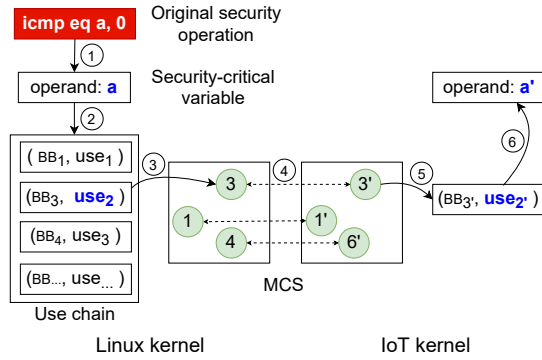 icmp eq a, 0
Original security
operation
1
operand: a
Security-critical
variable
operand: a'
2
6
(BB1, use1)
3
4
5
(BB3, use2)
3
3'
(BB3', use2')
1
1'
(BB4, use3)
4
6'
(BB..., use...)
MCS
Use chain
Linux kernel
IoT kernel